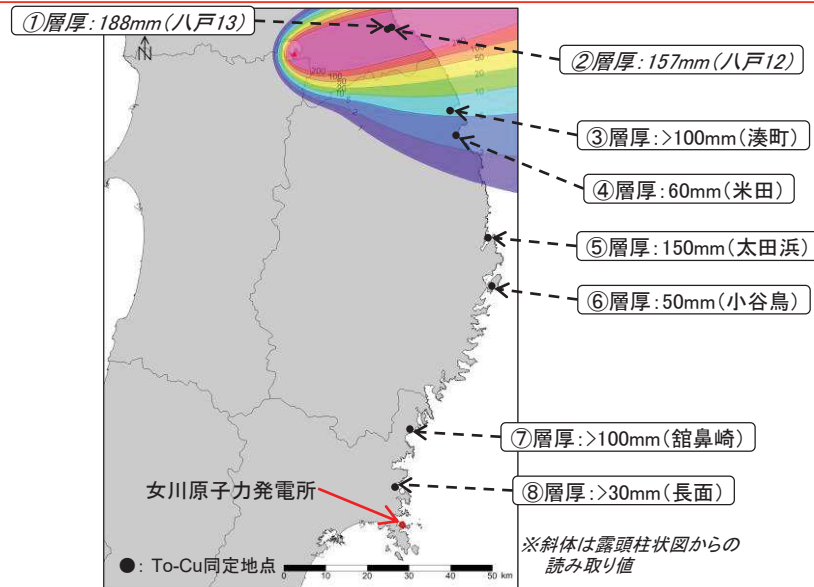 ①層厚:188mm(八戸13)
N
②層厚:157mm(八戸12)
③層厚:>100mm(湊町)
④層厚:60mm(米田)
⑤層厚:150mm(太田浜)
⑥層厚:50mm(小谷鳥)
⑦層厚:>100mm(舘鼻崎)
女川原子力発電所
⑧層厚:>30mm(長面)
※斜体は露頭柱状図からの
読み取り値
●: To-Cu同定地点
0 10 20 30 40 50 km